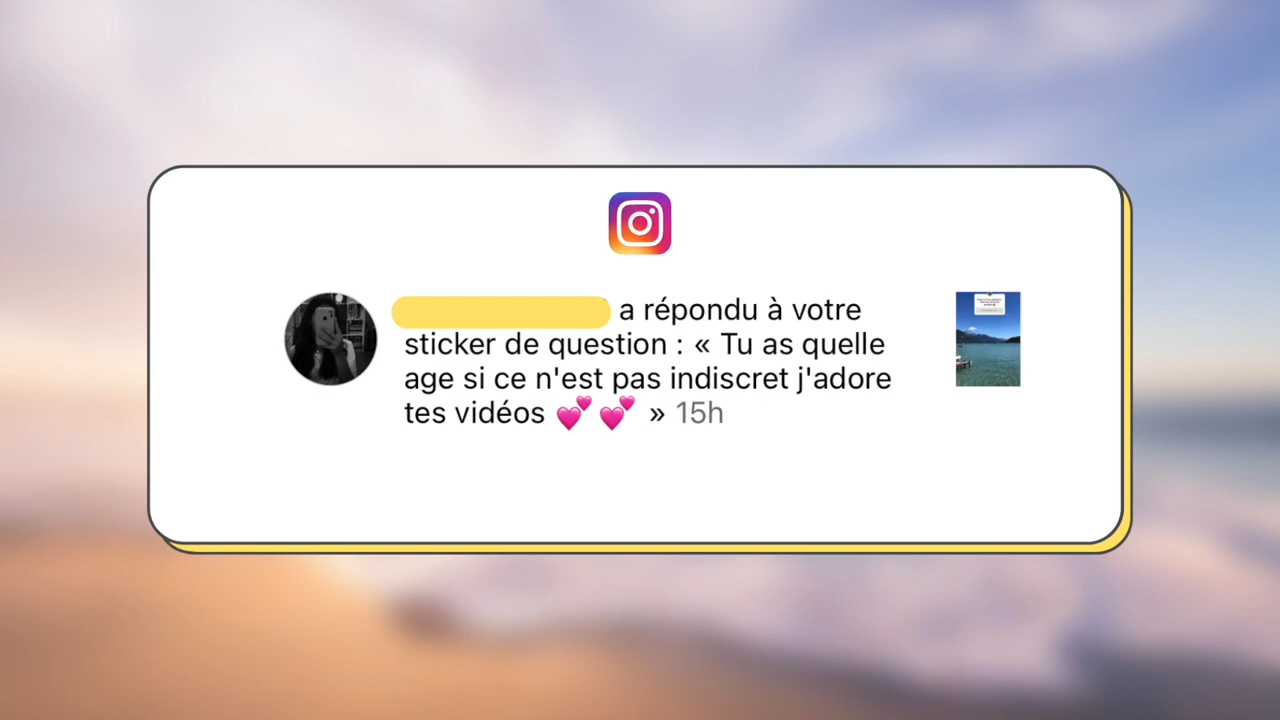 a répondu à votre
sticker de question : « Tu as quelle
age si ce n'est pas indiscret j'adore
tes vidéos 💕 💕 » 15h